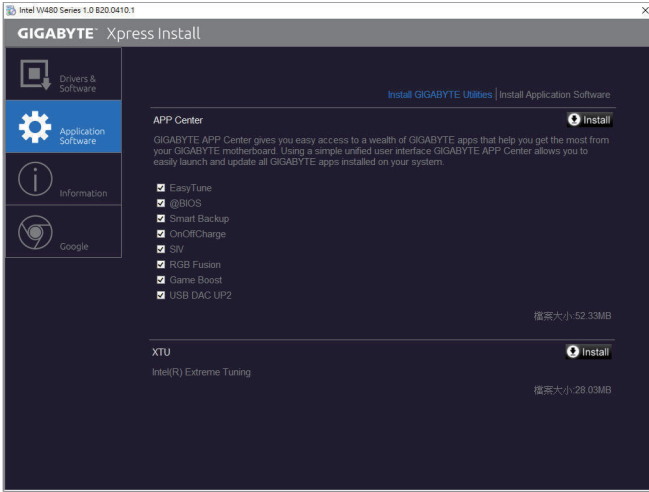 Intel W480 Series 1.0 B20.0410.1
GIGABYTE™ Xpress Install
Drivers &
Software
Application
Software
Information
Google
Install GIGABYTE Utilities | Install Application Software
APP Center
Install
GIGABYTE APP Center gives you easy access to a wealth of GIGABYTE apps that help you get the most from
your GIGABYTE motherboard. Using a simple unified user interface GIGABYTE APP Center allows you to
easily launch and update all GIGABYTE apps installed on your system.
EasyTune
@BIOS
Smart Backup
OnOffCharge
SIV
RGB Fusion
Game Boost
USB DAC UP2
檔案大小:52.33MB
XTU
Install
Intel(R) Extreme Tuning
檔案大小:28.03MB